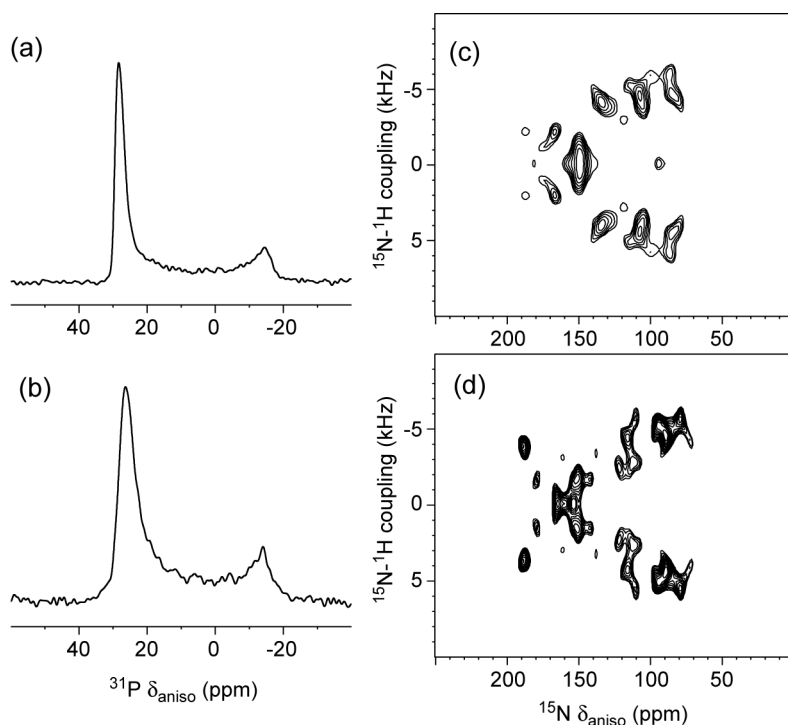 (a)
40 20 0 -20
(b)
40 20 0 -20
³¹P δaniso (ppm)
(c)
¹⁵N-¹H coupling (kHz)
-5
0
5
200 150 100 50
(d)
¹⁵N-¹H coupling (kHz)
-5
0
5
200 150 100 50
¹⁵N δaniso (ppm)